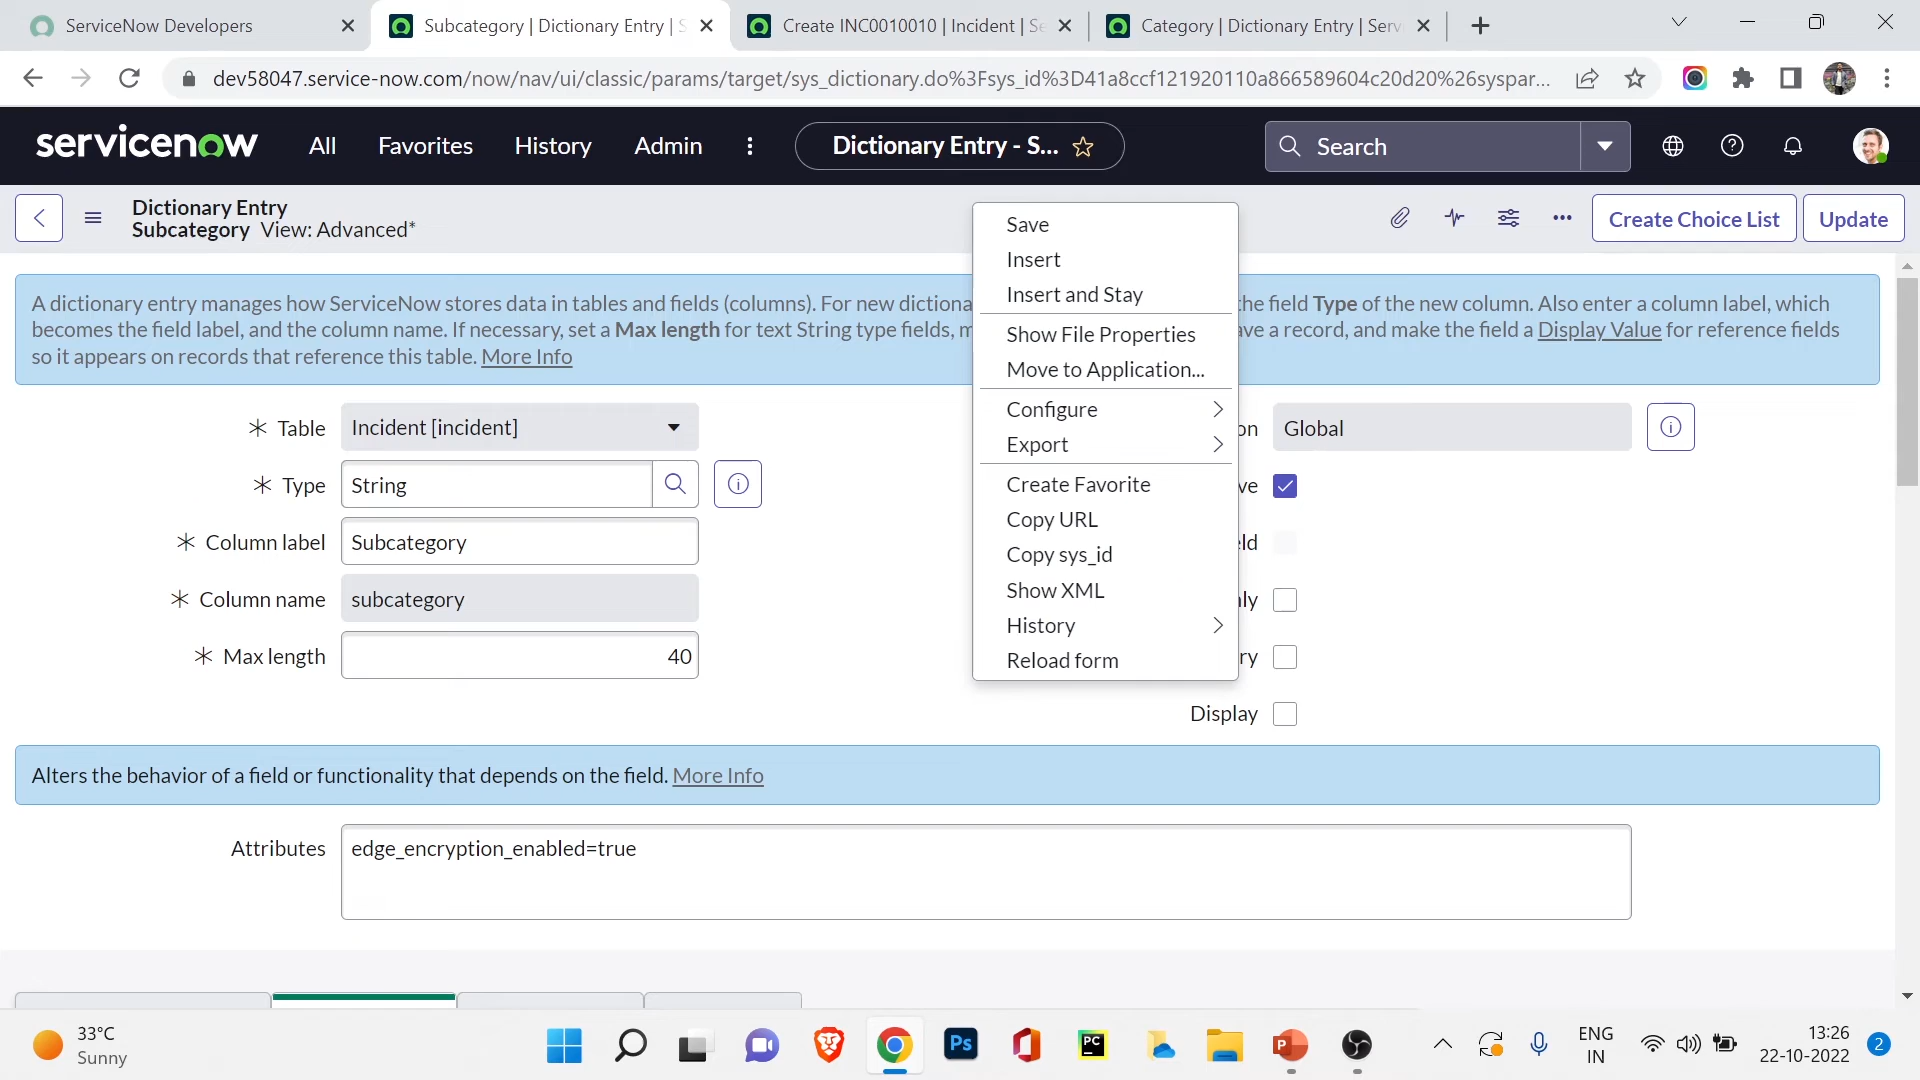 ServiceNow Developers
Subcategory | Dictionary Entry |
Create INC0010010 | Incident | Se
Category | Dictionary Entry | Serv
dev58047.service-now.com/now/nav/ui/classic/params/target/sys_dictionary.do%3Fsys_id%3D41a8ccf121920110a866589604c20d20%26syspar...
servicenow All Favorites History Admin Dictionary Entry - S... Search
Dictionary Entry
Subcategory View: Advanced*
Create Choice List Update
Save
Insert
Insert and Stay
Show File Properties
Move to Application...
Configure
Export
Create Favorite
Copy URL
Copy sys_id
Show XML
History
Reload form
A dictionary entry manages how ServiceNow stores data in tables and fields (columns). For new dictiona the field Type of the new column. Also enter a column label, which
becomes the field label, and the column name. If necessary, set a Max length for text String type fields, m ave a record, and make the field a Display Value for reference fields
so it appears on records that reference this table. More Info
Table Incident [incident]
on Global
Type String
ve
Column label Subcategory
eld
Column name subcategory
nly
Max length 40
ry
Display
Alters the behavior of a field or functionality that depends on the field. More Info
Attributes edge_encryption_enabled=true
33°C
Sunny
Ps
PC
P
ENG
IN
13:26
22-10-2022
2